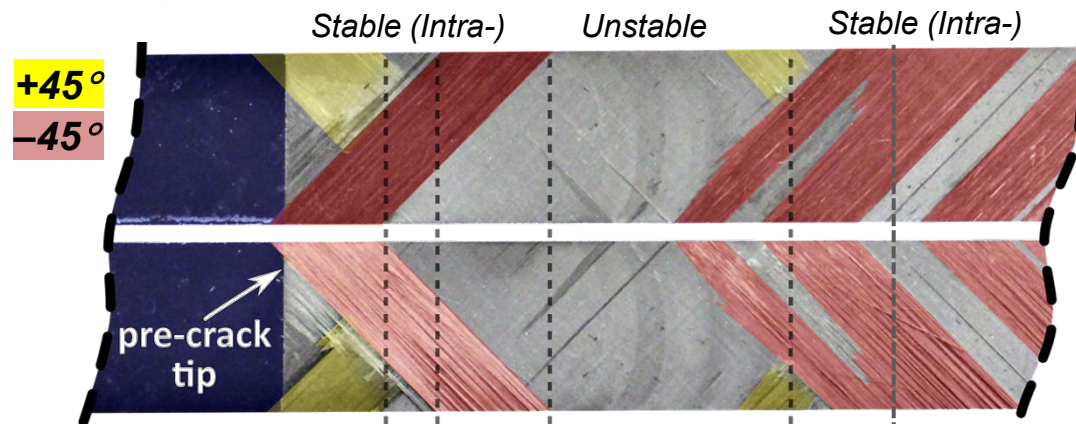 Stable (Intra-)
Unstable
Stable (Intra-)
+45°
–45°
pre-crack
tip